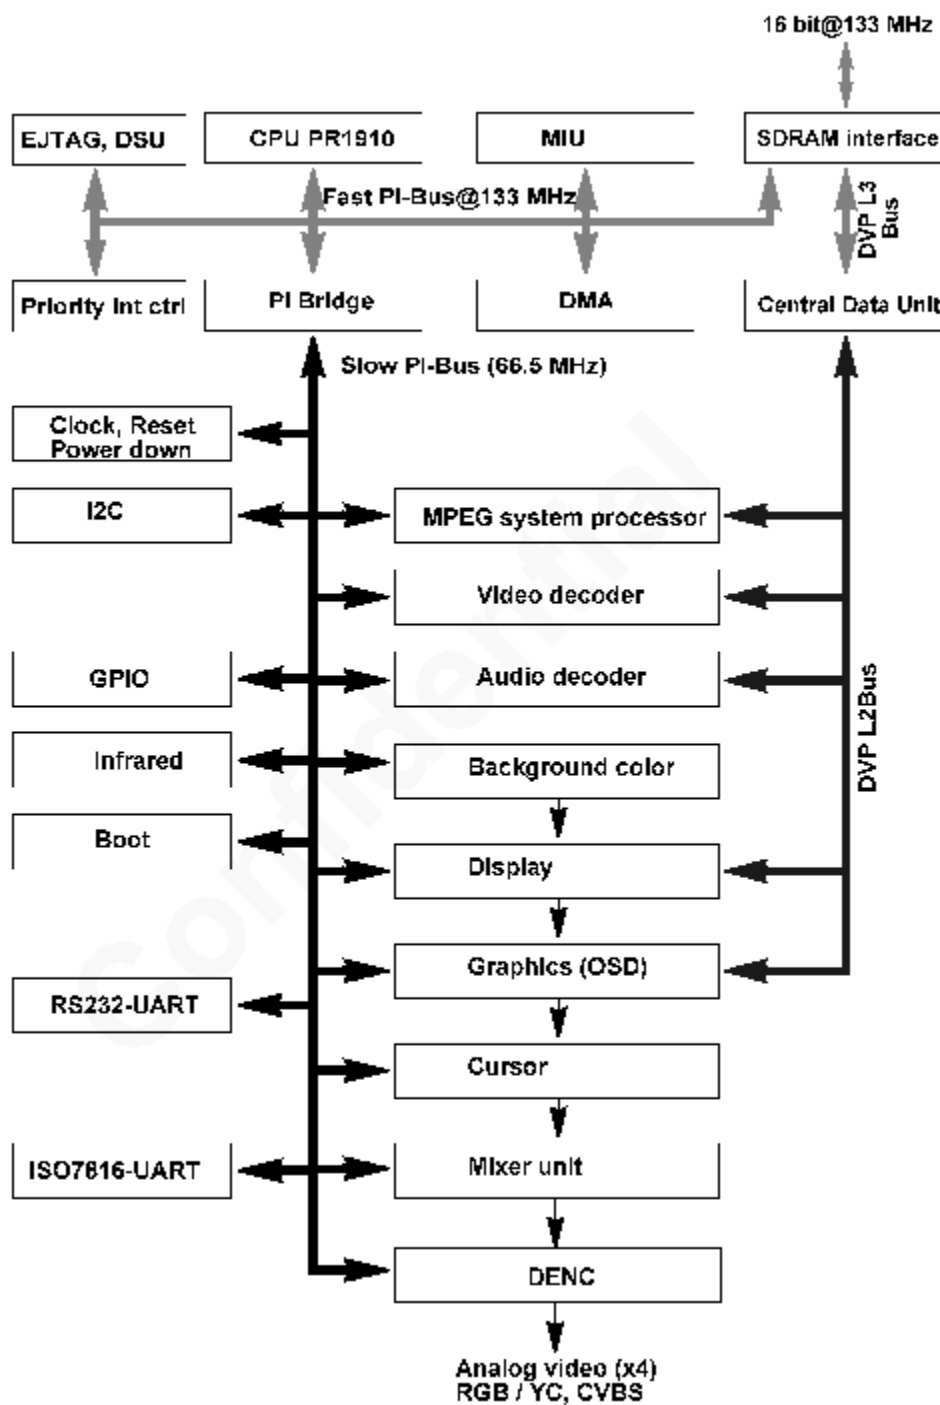 16 bit@133 MHz
EJTAG, DSU
CPU PR1910
MIU
SDRAM interface
Fast PI-Bus@133 MHz
DVP L3
Bus
Priority Int ctrl
PI Bridge
DMA
Central Data Unit
Slow PI-Bus (66.5 MHz)
Clock, Reset
Power down
I2C
MPEG system processor
Video decoder
GPIO
Audio decoder
DVP L2Bus
Infrared
Background color
Boot
Display
Graphics (OSD)
RS232-UART
Cursor
ISO7816-UART
Mixer unit
DENC
Analog video (x4)
RGB / YC, CVBS
Confidential